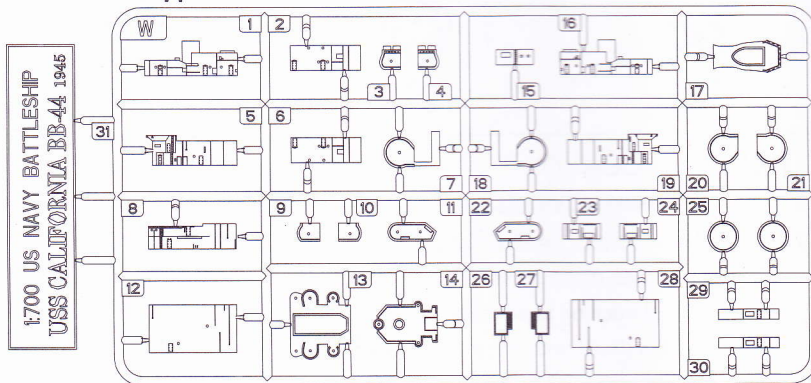 1:700 US NAVY BATTLESHIP
USS CALIFORNIA BB-44 1945
W 1 2 16
3 4 15 17
31 5 6
7 18 19 20 21
8 9 10 11 22 23 24 25
12 13 14 26 27 28
29
30